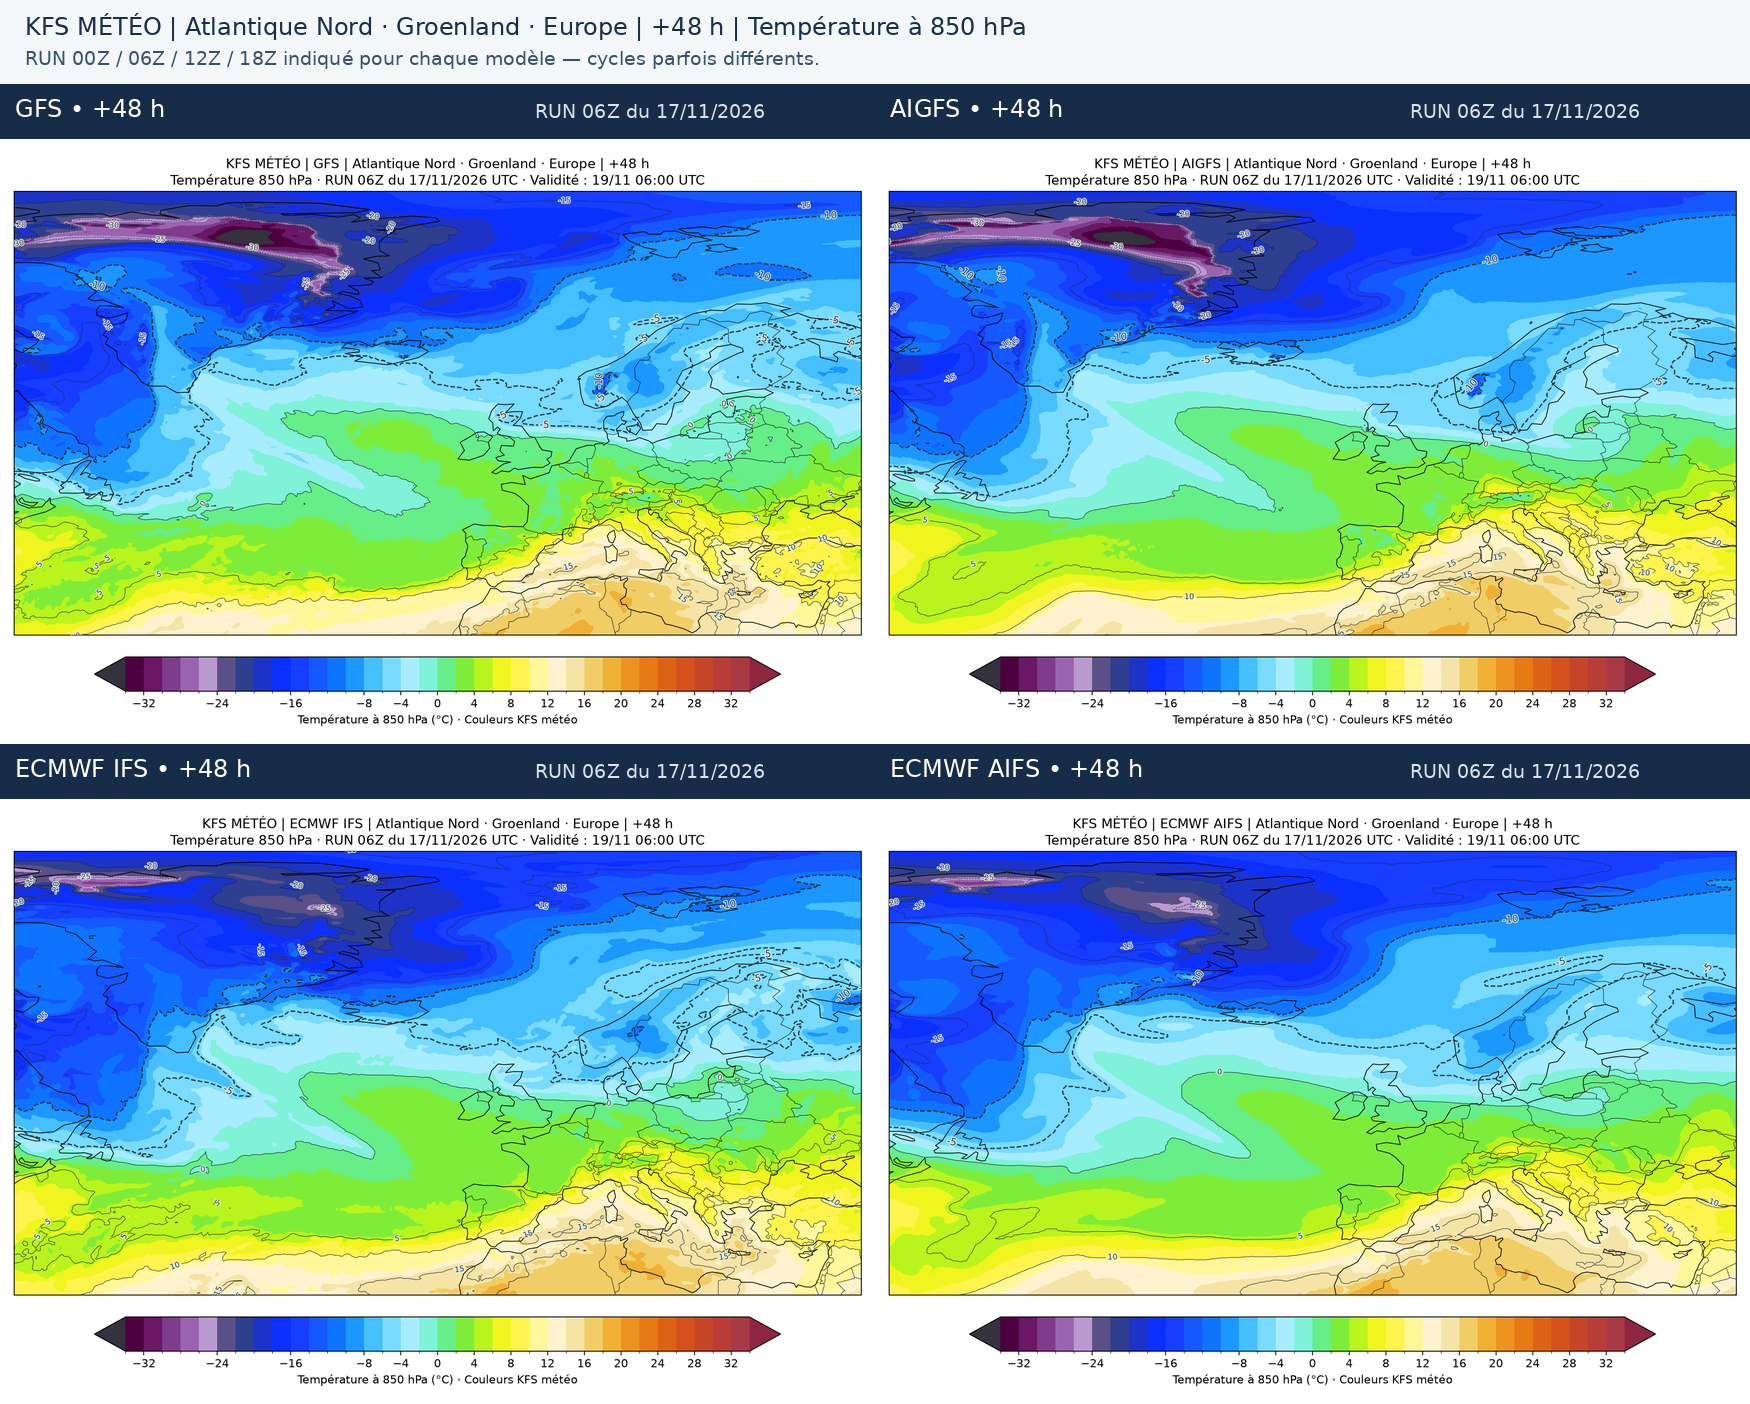 KFS MÉTÉO | Atlantique Nord · Groenland · Europe | +48 h | Température à 850 hPa
RUN 00Z / 06Z / 12Z / 18Z indiqué pour chaque modèle — cycles parfois différents.
GFS • +48 h
RUN 06Z du 17/11/2026
KFS MÉTÉO | GFS | Atlantique Nord · Groenland · Europe | +48 h
Température 850 hPa · RUN 06Z du 17/11/2026 UTC · Validité : 19/11 06:00 UTC
−32 −24 −16 −8 −4 0 4 8 12 16 20 24 28 32
Température à 850 hPa (°C) · Couleurs KFS météo
AIGFS • +48 h
RUN 06Z du 17/11/2026
KFS MÉTÉO | AIGFS | Atlantique Nord · Groenland · Europe | +48 h
Température 850 hPa · RUN 06Z du 17/11/2026 UTC · Validité : 19/11 06:00 UTC
−32 −24 −16 −8 −4 0 4 8 12 16 20 24 28 32
Température à 850 hPa (°C) · Couleurs KFS météo
ECMWF IFS • +48 h
RUN 06Z du 17/11/2026
KFS MÉTÉO | ECMWF IFS | Atlantique Nord · Groenland · Europe | +48 h
Température 850 hPa · RUN 06Z du 17/11/2026 UTC · Validité : 19/11 06:00 UTC
−32 −24 −16 −8 −4 0 4 8 12 16 20 24 28 32
Température à 850 hPa (°C) · Couleurs KFS météo
ECMWF AIFS • +48 h
RUN 06Z du 17/11/2026
KFS MÉTÉO | ECMWF AIFS | Atlantique Nord · Groenland · Europe | +48 h
Température 850 hPa · RUN 06Z du 17/11/2026 UTC · Validité : 19/11 06:00 UTC
−32 −24 −16 −8 −4 0 4 8 12 16 20 24 28 32
Température à 850 hPa (°C) · Couleurs KFS météo